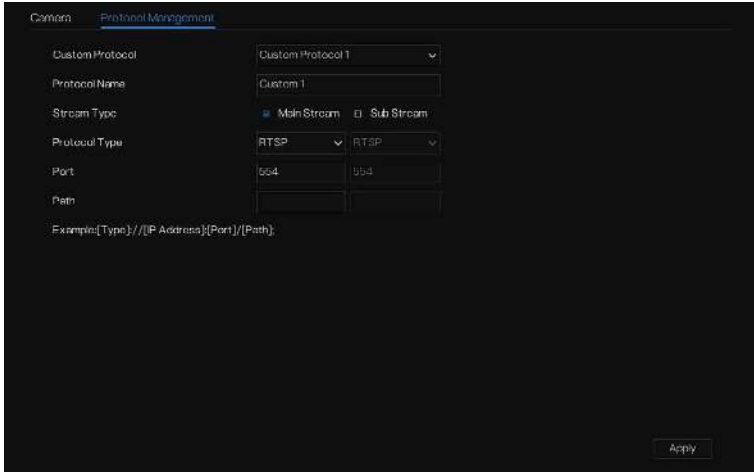 Camera Protocol Management
Custom Protocol Custom Protocol 1
Protocol Name Custom 1
Stream Type Main Stream Sub Stream
Protocol Type RTSP RTSP
Port 554 554
Path
Example:[Type]://[IP Address]:[Port]/[Path];
Apply